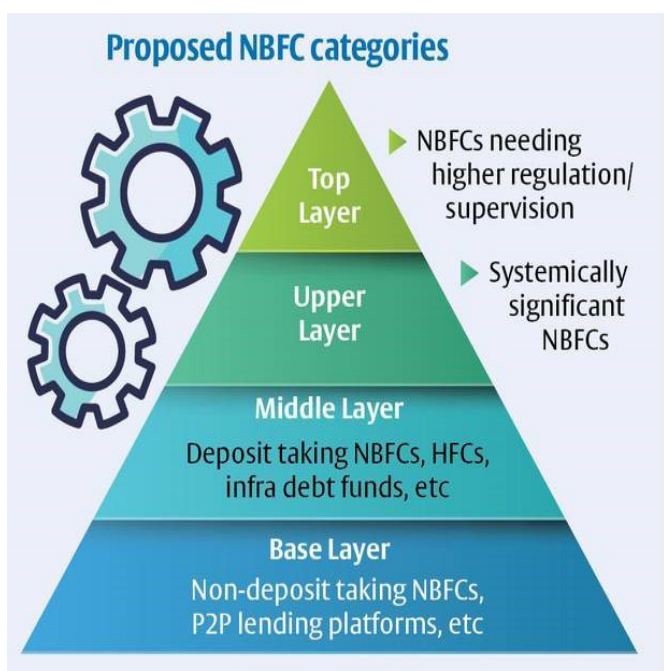 Proposed NBFC categories
Top
Layer
NBFCs needing
higher regulation/
supervision
Upper
Layer
Systemically
significant
NBFCs
Middle Layer
Deposit taking NBFCs, HFCs,
infra debt funds, etc
Base Layer
Non-deposit taking NBFCs,
P2P lending platforms, etc